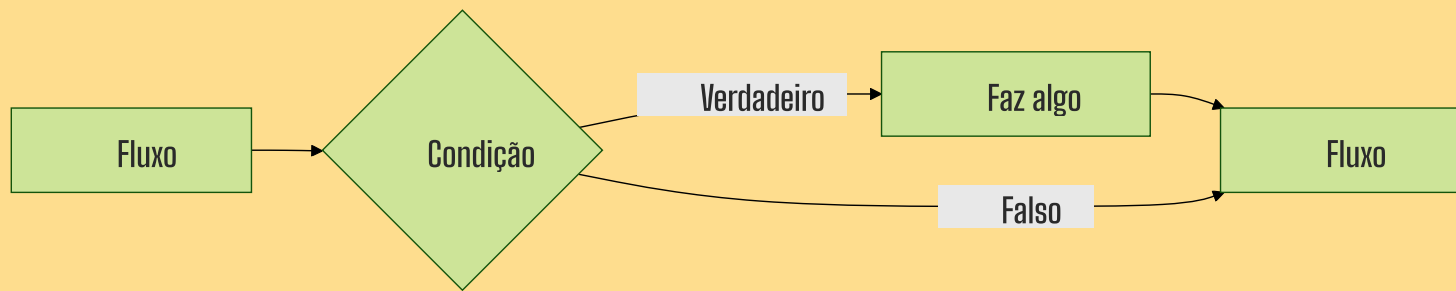 Fluxo
Condição
Verdadeiro
Faz algo
Falso
Fluxo